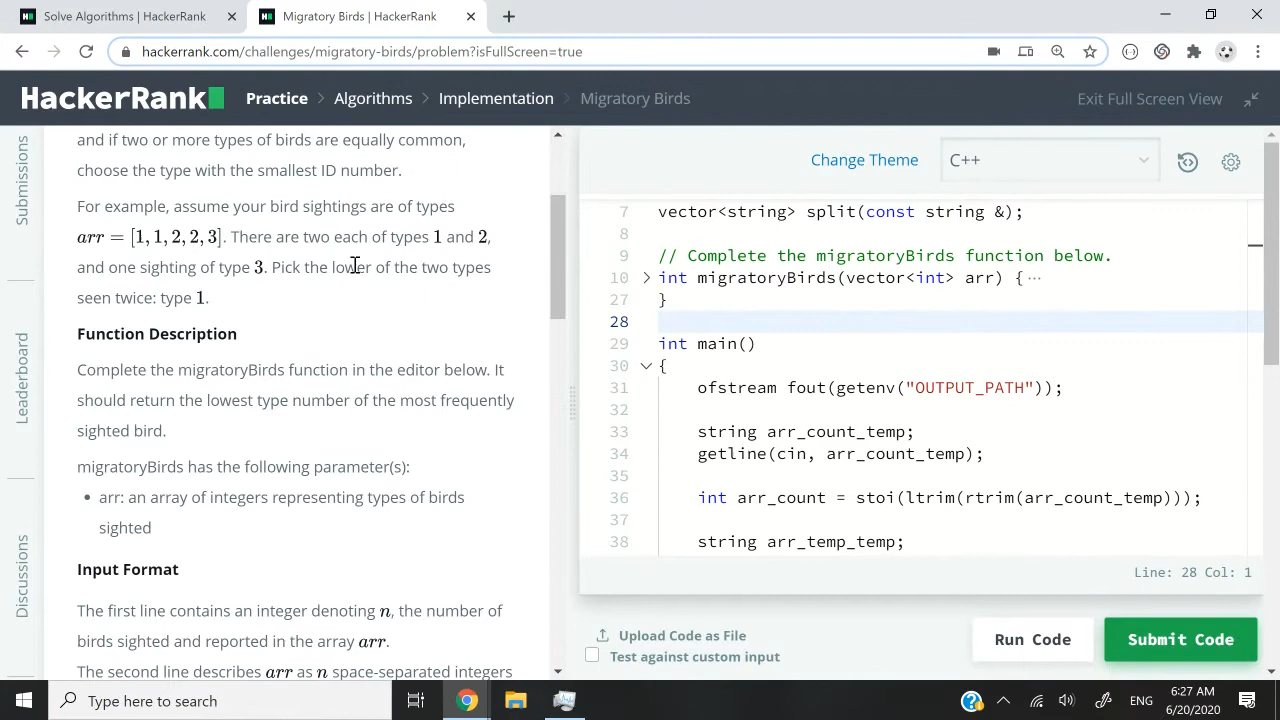 Solve Algorithms | HackerRank
Migratory Birds | HackerRank
hackerrank.com/challenges/migratory-birds/problem?isFullScreen=true
HackerRank
Practice > Algorithms > Implementation > Migratory Birds
Exit Full Screen View
Submissions
Leaderboard
Discussions
and if two or more types of birds are equally common,
choose the type with the smallest ID number.
For example, assume your bird sightings are of types
arr = [1, 1, 2, 2, 3]. There are two each of types 1 and 2,
and one sighting of type 3. Pick the lower of the two types
seen twice: type 1.
Function Description
Complete the migratoryBirds function in the editor below. It
should return the lowest type number of the most frequently
sighted bird.
migratoryBirds has the following parameter(s):
• arr: an array of integers representing types of birds
sighted
Input Format
The first line contains an integer denoting n, the number of
birds sighted and reported in the array arr.
The second line describes arr as n space-separated integers
Change Theme
C++
7 vector<string> split(const string &);
8
9 // Complete the migratoryBirds function below.
10 int migratoryBirds(vector<int> arr) {···
27 }
28
29 int main()
30 {
31 ofstream fout(getenv("OUTPUT_PATH"));
32
33 string arr_count_temp;
34 getline(cin, arr_count_temp);
35
36 int arr_count = stoi(ltrim(rtrim(arr_count_temp)));
37
38 string arr_temp_temp;
Line: 28 Col: 1
Upload Code as File
Test against custom input
Run Code
Submit Code
Type here to search
ENG
6:27 AM
6/20/2020